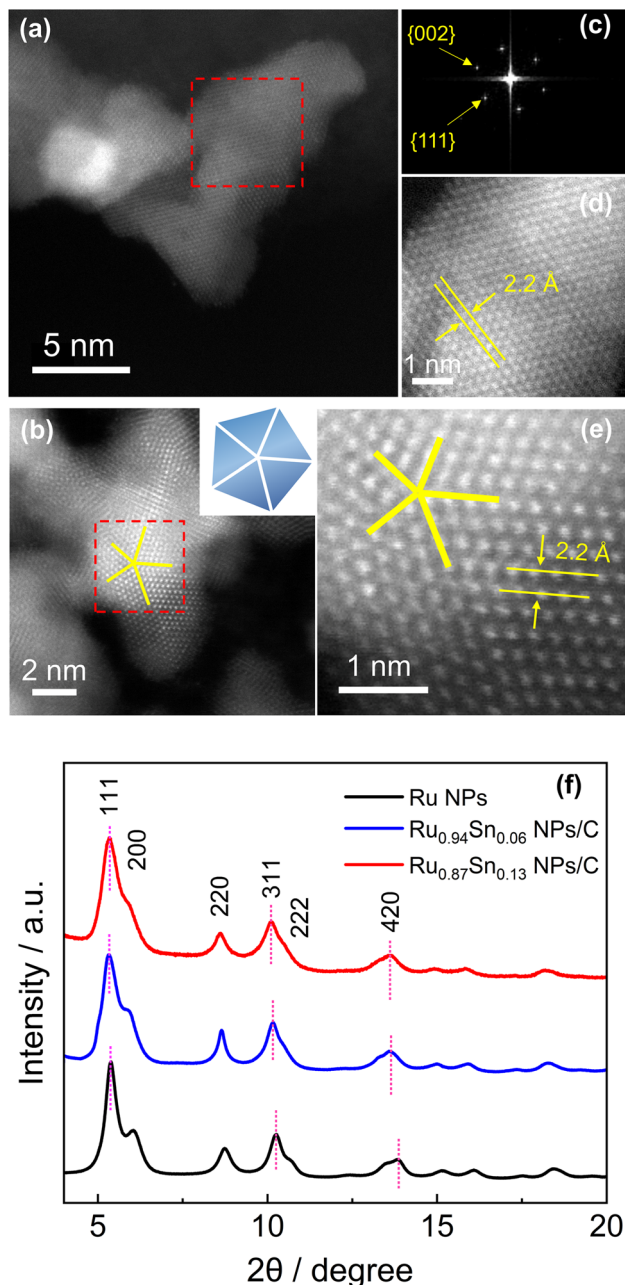 (a)
5 nm
(c)
{002}
{111}
(d)
2.2 Å
1 nm
(b)
2 nm
(e)
2.2 Å
1 nm
(f)
111
200
220
311
222
420
Ru NPs
Ru0.94Sn0.06 NPs/C
Ru0.87Sn0.13 NPs/C
Intensity / a.u.
5
10
15
20
2θ / degree